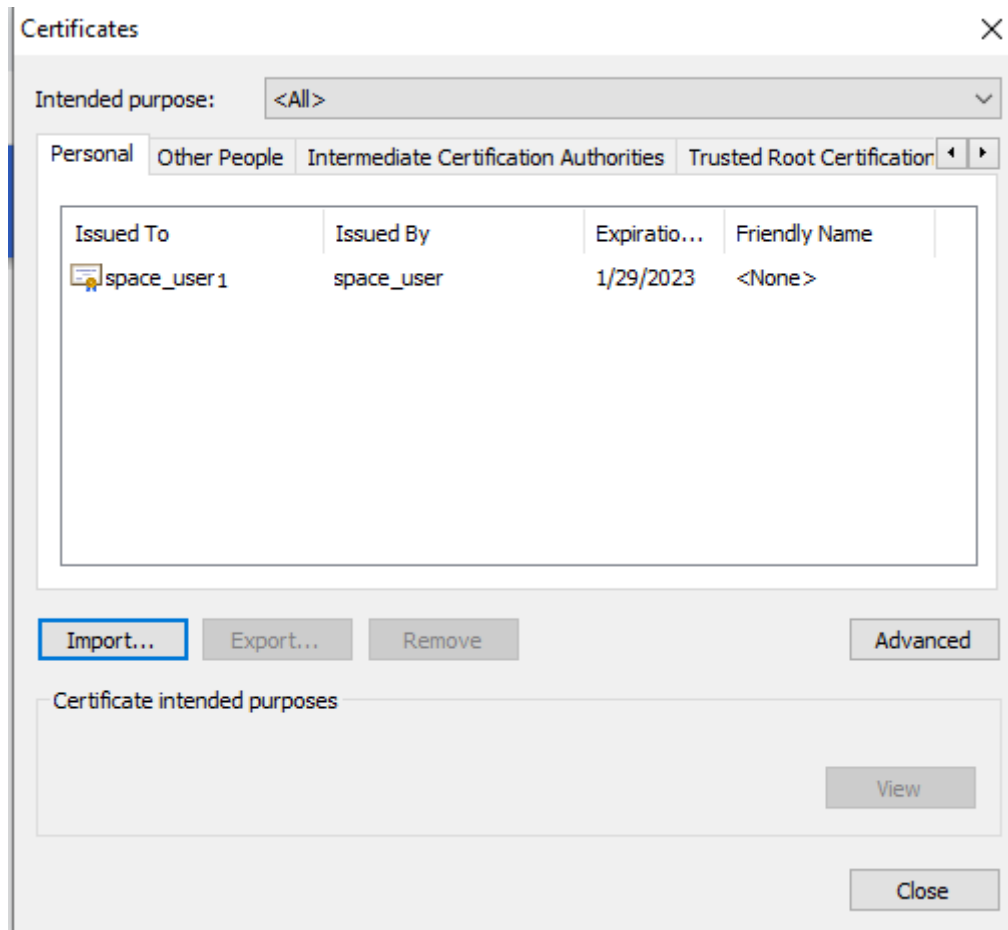 Certificates
Intended purpose: <All>
Personal Other People Intermediate Certification Authorities Trusted Root Certification
Issued To Issued By Expiratio... Friendly Name
space_user1 space_user 1/29/2023 <None>
Import... Export... Remove Advanced
Certificate intended purposes
View
Close